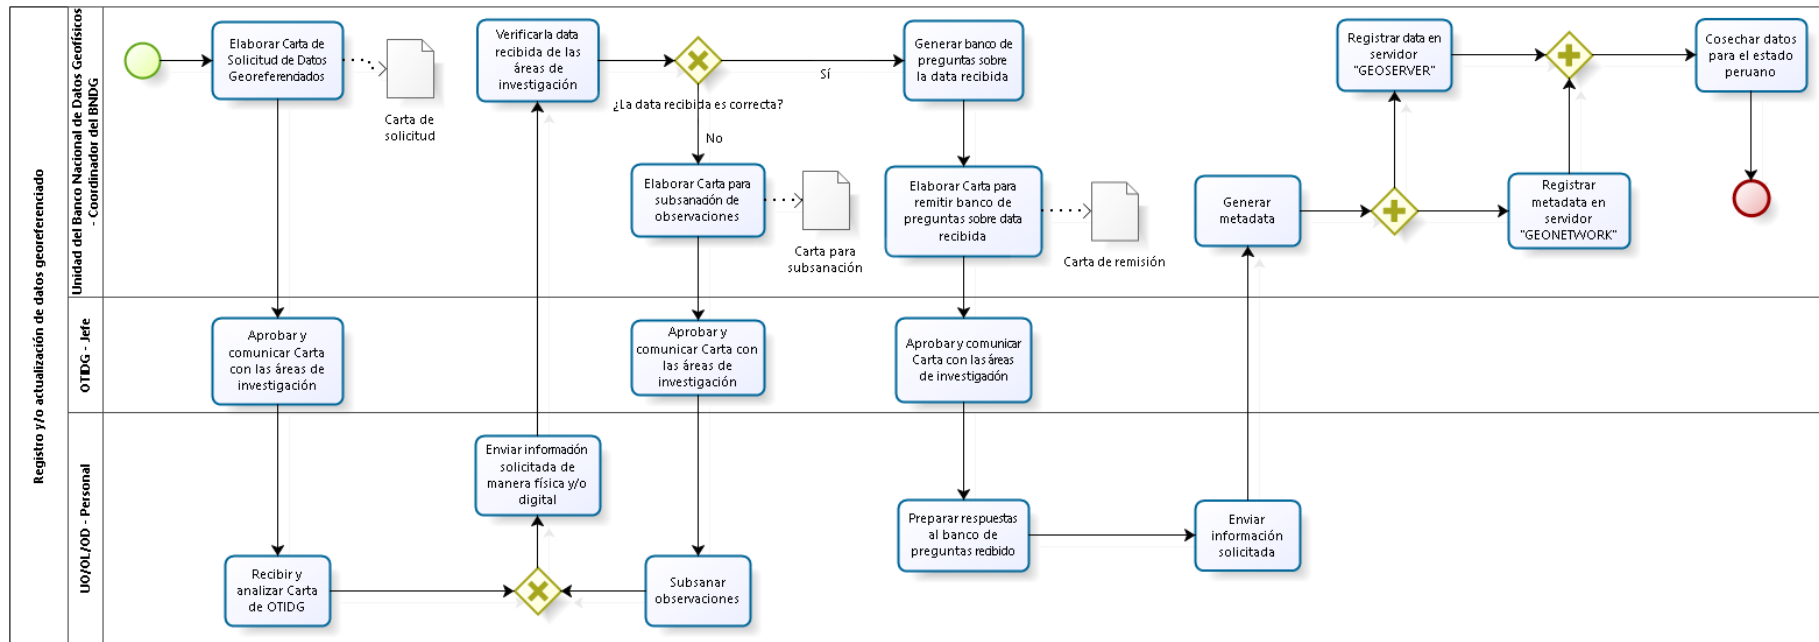 Registro y/o actualización de datos georeferenciado
Unidad del Banco Nacional de Datos Geofísicos
- Coordinador del BNDG
Elaborar Carta de
Solicitud de Datos
Georeferenciados
Carta de
solicitud
Verificarla data
recibida de las
áreas de
investigación
¿La data recibida es correcta?
Sí
No
Elaborar Carta para
subsanación de
observaciones
Carta para
subsanación
Generar banco de
preguntas sobre
la data recibida
Elaborar Carta para
remitir banco de
preguntas sobre data
recibida
Carta de remisión
Generar
metadata
Registrar data en
servidor
"GEOSERVER"
Registrar
metadata en
servidor
"GEONETWORK"
Cosechar datos
para el estado
peruano
OTIDG - Jefe
Aprobar y
comunicar Carta
con las áreas de
investigación
Aprobar y
comunicar Carta con
las áreas de
investigación
Aprobar y comunicar
Carta con las áreas
de investigación
UO/OL/OD - Personal
Recibir y
analizar Carta
de OTIDG
Enviar información
solicitada de
manera física y/o
digital
Subsanar
observaciones
Preparar respuestas
al banco de
preguntas recibido
Enviar
información
solicitada